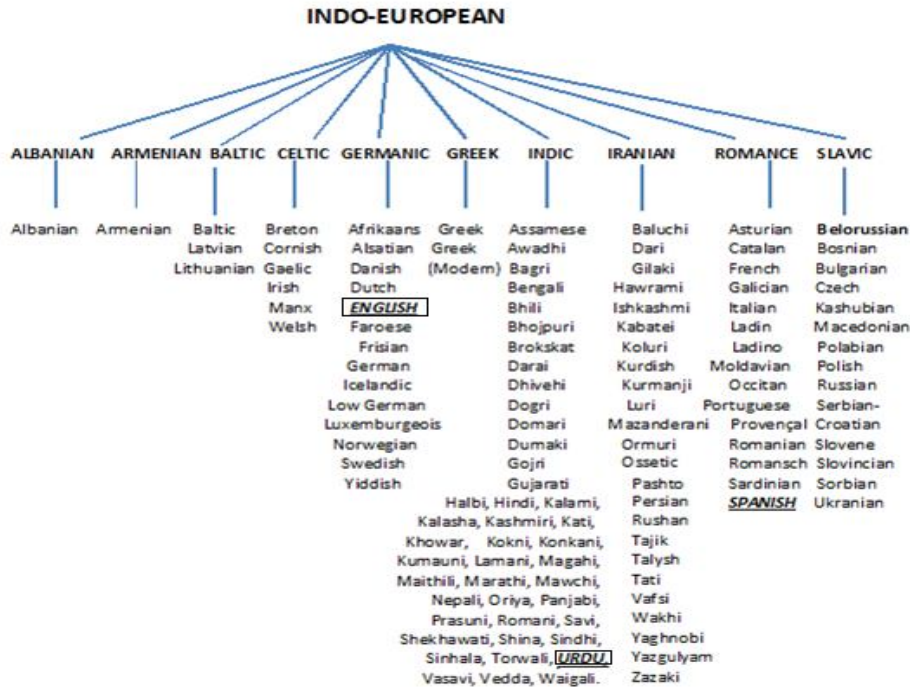 INDO-EUROPEAN
ALBANIAN ARMENIAN BALTIC CELTIC GERMANIC GREEK INDIC IRANIAN ROMANCE SLAVIC
Albanian
Armenian
Baltic
Latvian
Lithuanian
Breton
Cornish
Gaelic
Irish
Manx
Welsh
Afrikaans
Alsatian
Danish
Dutch
ENGLISH
Faroese
Frisian
German
Icelandic
Low German
Luxemburgeois
Norwegian
Swedish
Yiddish
Greek
Greek
(Modern)
Assamese
Awadhi
Bagri
Bengali
Bhili
Bhojpuri
Brokskat
Darai
Dhivehi
Dogri
Domari
Dumaki
Gojri
Gujarati
Halbi, Hindi, Kalami,
Kalasha, Kashmiri, Kati,
Khowar, Kokni, Konkani,
Kumauni, Lamani, Magahi,
Maithili, Marathi, Mawchi,
Nepali, Oriya, Panjabi,
Prasuni, Romani, Savi,
Shekhawati, Shina, Sindhi,
Sinhala, Torwali, URDU,
Vasavi, Vedda, Waigali.
Baluchi
Dari
Gilaki
Hawrami
Ishkashmi
Kabatei
Koluri
Kurdish
Kurmanji
Luri
Mazanderani
Ormuri
Ossetic
Pashto
Persian
Rushan
Tajik
Talysh
Tati
Vafsi
Wakhi
Yaghnobi
Yazgulyam
Zazaki
Asturian
Catalan
French
Galician
Italian
Ladin
Ladino
Moldavian
Occitan
Portuguese
Provençal
Romanian
Romansch
Sardinian
SPANISH
Belorussian
Bosnian
Bulgarian
Czech
Kashubian
Macedonian
Polabian
Polish
Russian
Serbian-
Croatian
Slovene
Slovincian
Sorbian
Ukranian